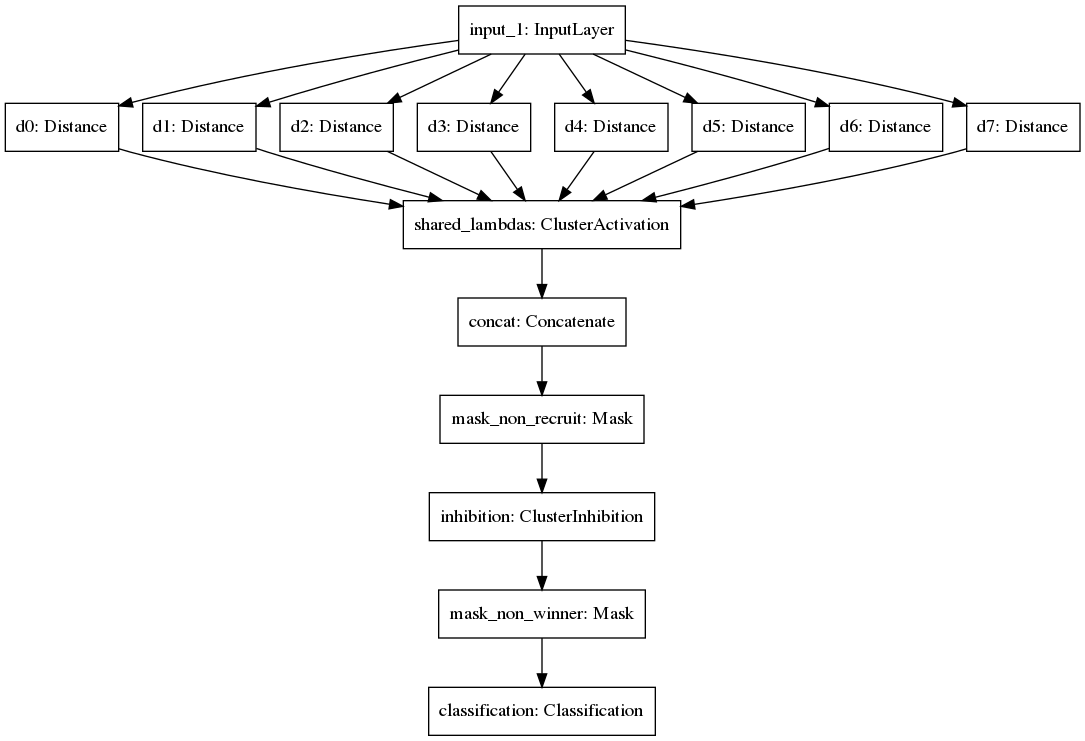 input_1: InputLayer
d0: Distance
d1: Distance
d2: Distance
d3: Distance
d4: Distance
d5: Distance
d6: Distance
d7: Distance
shared_lambdas: ClusterActivation
concat: Concatenate
mask_non_recruit: Mask
inhibition: ClusterInhibition
mask_non_winner: Mask
classification: Classification